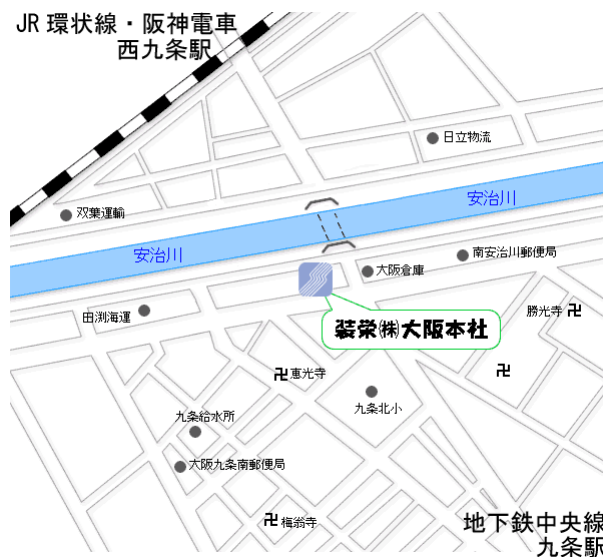 JR 環状線・阪神電車
西九条駅
日立物流
安治川
双葉運輸
安治川
南安治川郵便局
大阪倉庫
田渕海運
勝光寺
装栄㈱大阪本社
恵光寺
九条北小
九条給水所
大阪九条南郵便局
梅翁寺
地下鉄中央線
九条駅